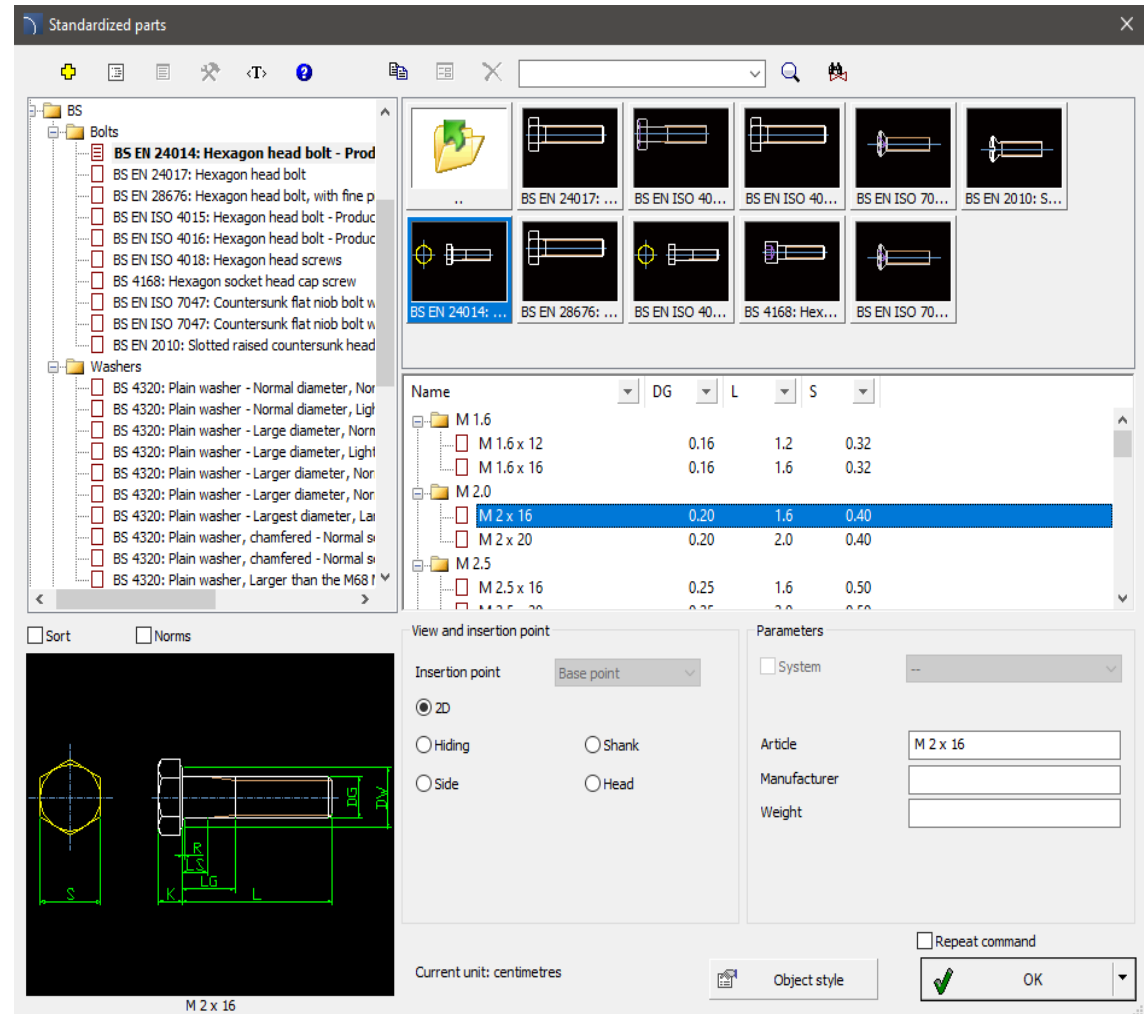 Standardized parts
<T>
BS
Bolts
BS EN 24014: Hexagon head bolt - Prod
BS EN 24017: Hexagon head bolt
BS EN 28676: Hexagon head bolt, with fine p
BS EN ISO 4015: Hexagon head bolt - Produc
BS EN ISO 4016: Hexagon head bolt - Produc
BS EN ISO 4018: Hexagon head screws
BS 4168: Hexagon socket head cap screw
BS EN ISO 7047: Countersunk flat niob bolt w
BS EN ISO 7047: Countersunk flat niob bolt w
BS EN 2010: Slotted raised countersunk head
Washers
BS 4320: Plain washer - Normal diameter, Nor
BS 4320: Plain washer - Normal diameter, Ligh
BS 4320: Plain washer - Large diameter, Norm
BS 4320: Plain washer - Large diameter, Light
BS 4320: Plain washer - Larger diameter, Nor
BS 4320: Plain washer - Larger diameter, Nor
BS 4320: Plain washer - Largest diameter, Lar
BS 4320: Plain washer, chamfered - Normal s
BS 4320: Plain washer, chamfered - Normal s
BS 4320: Plain washer, Larger than the M68
.. BS EN 24017: ... BS EN ISO 40... BS EN ISO 40... BS EN ISO 70... BS EN 2010: S...
BS EN 24014: ... BS EN 28676: ... BS EN ISO 40... BS 4168: Hex... BS EN ISO 70...
Name DG L S
M 1.6
M 1.6 x 12 0.16 1.2 0.32
M 1.6 x 16 0.16 1.6 0.32
M 2.0
M 2 x 16 0.20 1.6 0.40
M 2 x 20 0.20 2.0 0.40
M 2.5
M 2.5 x 16 0.25 1.6 0.50
Sort Norms
S K R LS LG L DG DW
M 2 x 16
View and insertion point
Insertion point Base point
2D
Hiding Shank
Side Head
Parameters
System --
Article M 2 x 16
Manufacturer
Weight
Repeat command
Current unit: centimetres Object style OK